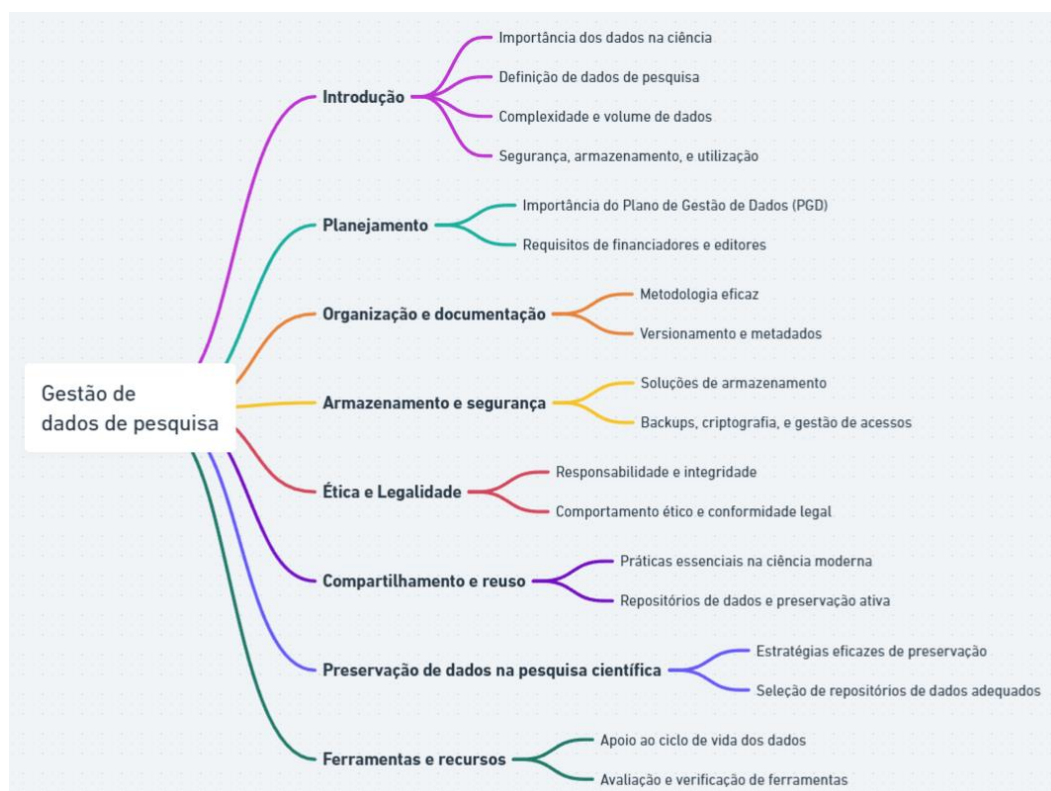 Gestão de
dados de pesquisa
Introdução
Importância dos dados na ciência
Definição de dados de pesquisa
Complexidade e volume de dados
Segurança, armazenamento, e utilização
Planejamento
Importância do Plano de Gestão de Dados (PGD)
Requisitos de financiadores e editores
Organização e documentação
Metodologia eficaz
Versionamento e metadados
Armazenamento e segurança
Soluções de armazenamento
Backups, criptografia, e gestão de acessos
Ética e Legalidade
Responsabilidade e integridade
Comportamento ético e conformidade legal
Compartilhamento e reuso
Práticas essenciais na ciência moderna
Repositórios de dados e preservação ativa
Preservação de dados na pesquisa científica
Estratégias eficazes de preservação
Seleção de repositórios de dados adequados
Ferramentas e recursos
Apoio ao ciclo de vida dos dados
Avaliação e verificação de ferramentas